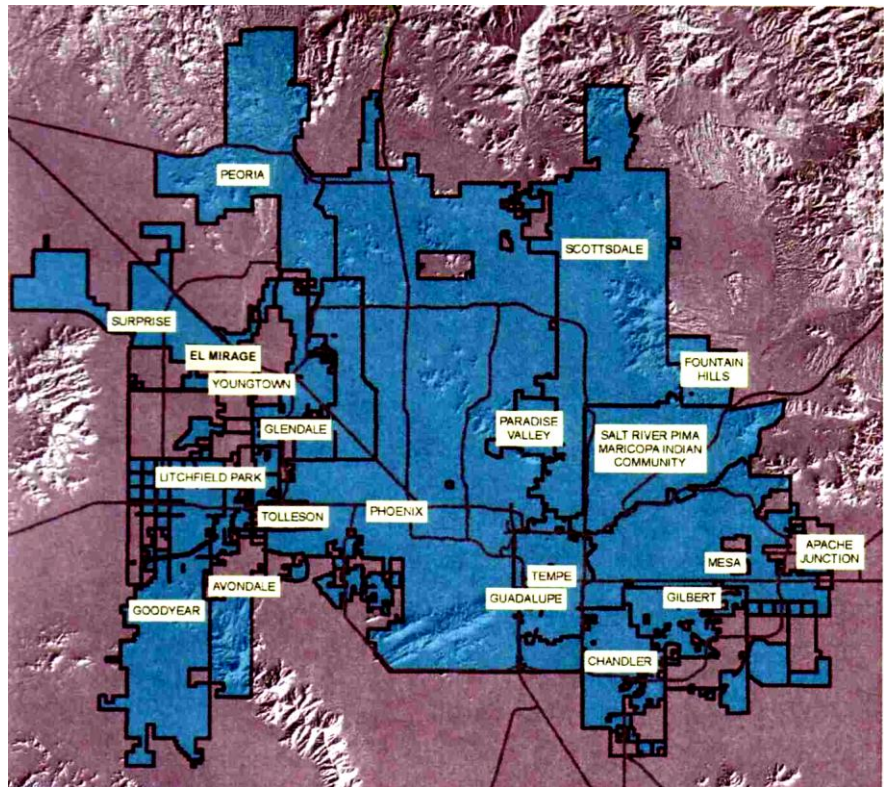 PEORIA
SCOTTSDALE
SURPRISE
EL MIRAGE
YOUNGTOWN
FOUNTAIN
HILLS
GLENDALE
PARADISE
VALLEY
SALT RIVER PIMA
MARICOPA INDIAN
COMMUNITY
LITCHFIELD PARK
TOLLESON
PHOENIX
APACHE
JUNCTION
MESA
AVONDALE
TEMPE
GOODYEAR
GUADALUPE
GILBERT
CHANDLER